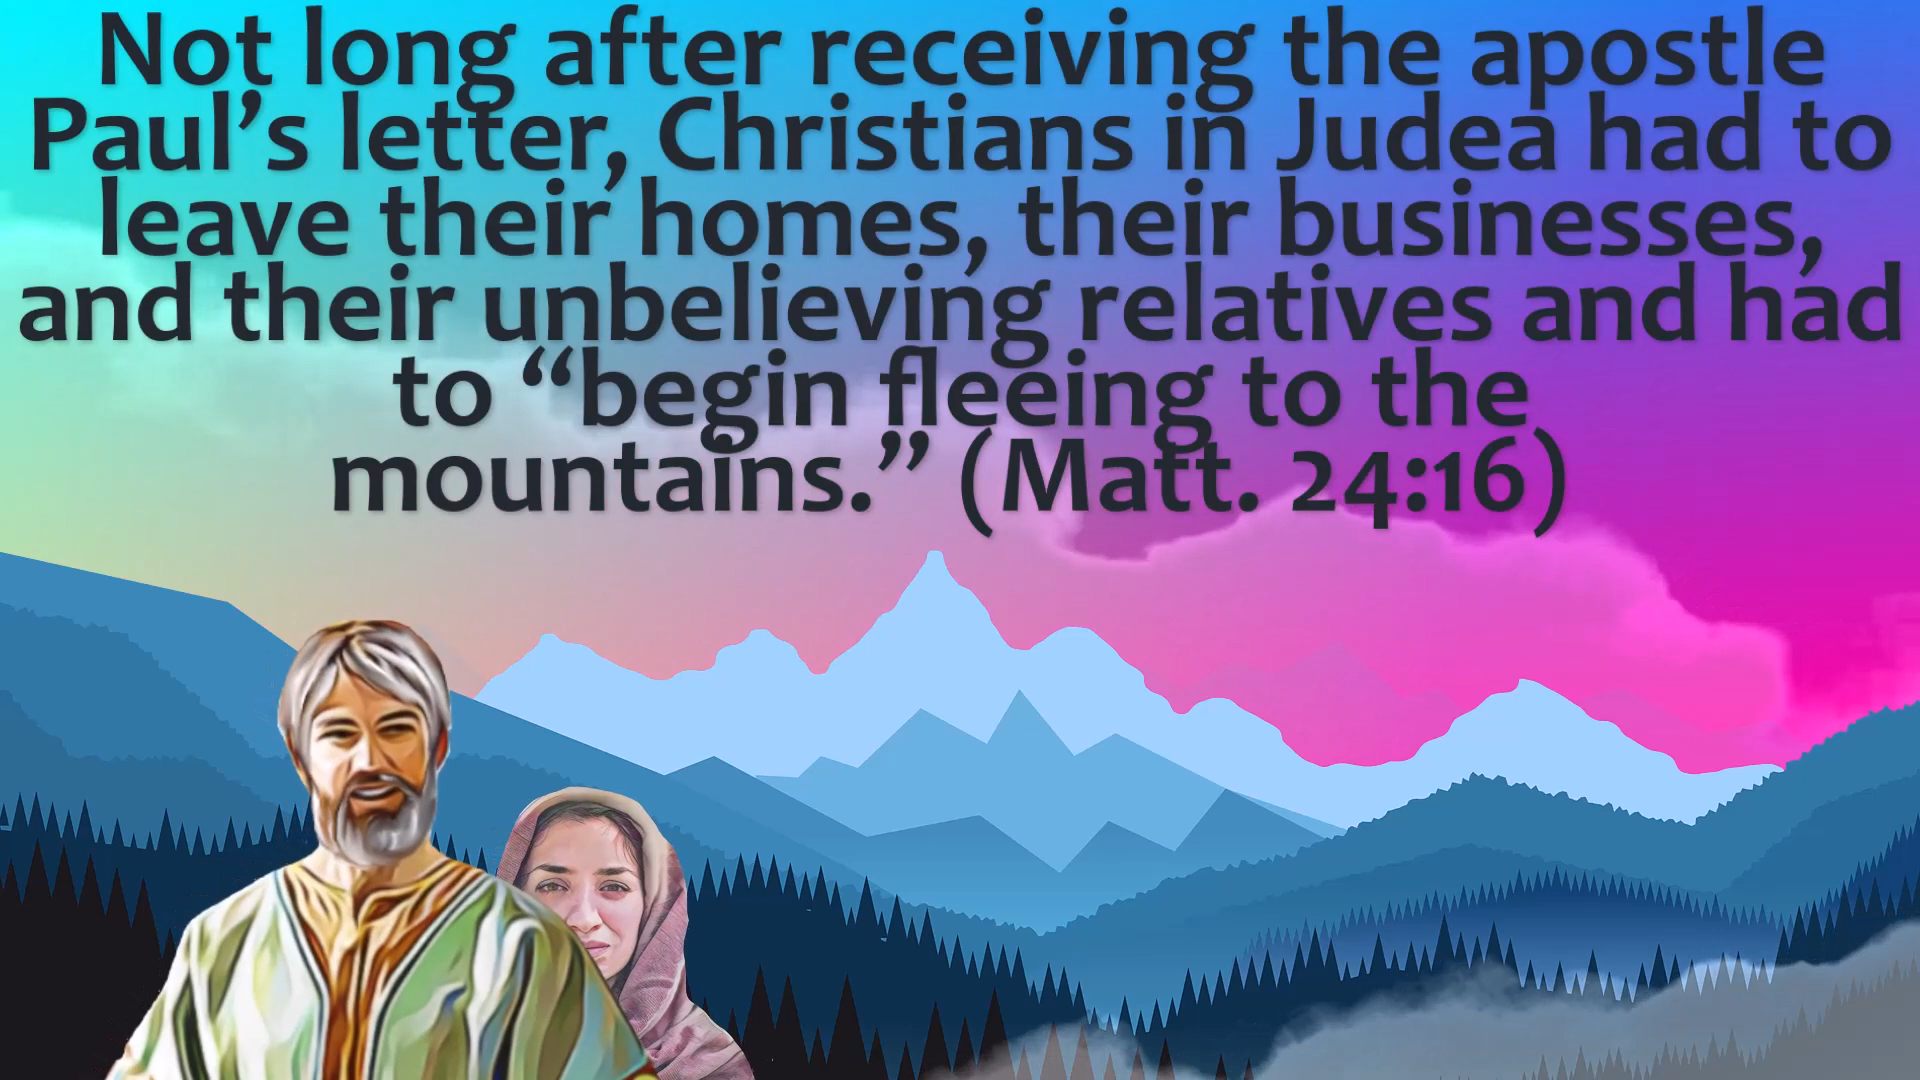 Not long after receiving the apostle
Paul’s letter, Christians in Judea had to
leave their homes, their businesses,
and their unbelieving relatives and had
to “begin fleeing to the
mountains.” (Matt. 24:16)